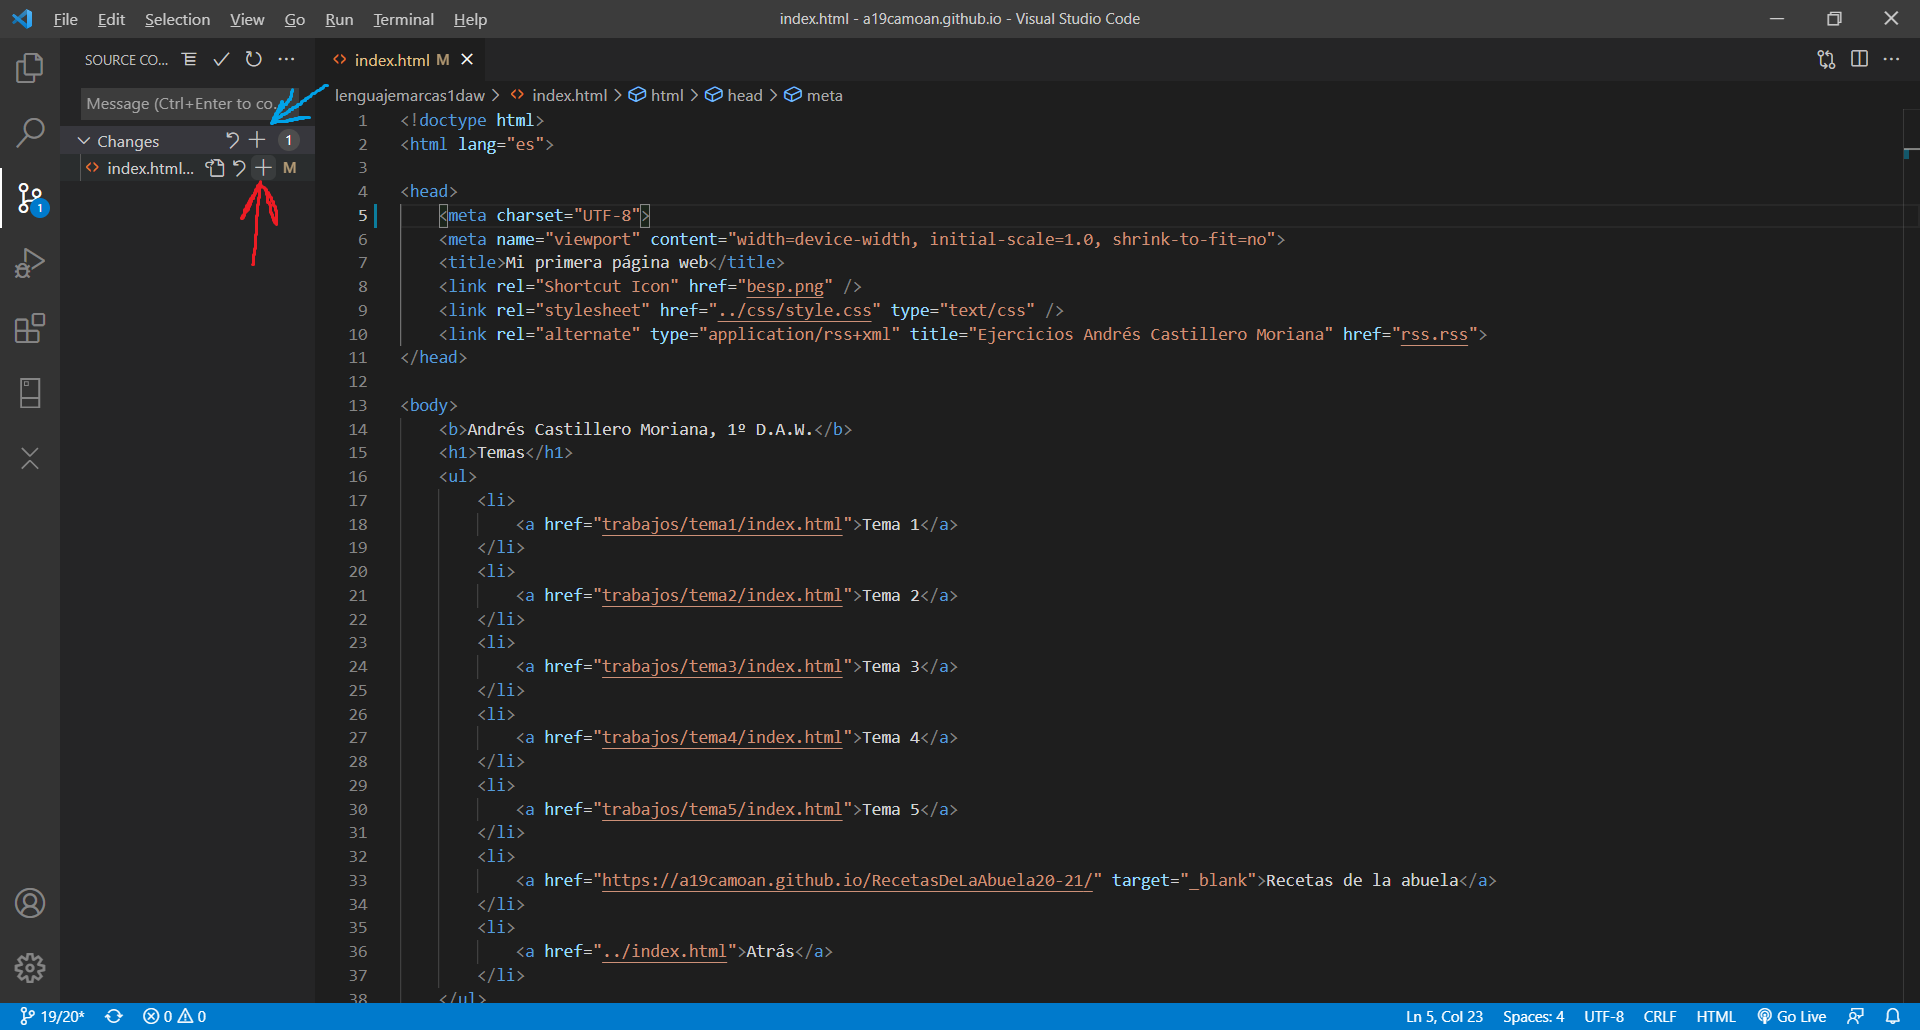 File Edit Selection View Go Run Terminal Help
index.html - a19camoan.github.io - Visual Studio Code
SOURCE CO...
index.html M
Message (Ctrl+Enter to co...
Changes 1
index.html... M
1
lenguajemarcas1daw > index.html > html > head > meta
1 <!doctype html>
2 <html lang="es">
3
4 <head>
5 <meta charset="UTF-8">
6 <meta name="viewport" content="width=device-width, initial-scale=1.0, shrink-to-fit=no">
7 <title>Mi primera página web</title>
8 <link rel="Shortcut Icon" href="besp.png" />
9 <link rel="stylesheet" href="../css/style.css" type="text/css" />
10 <link rel="alternate" type="application/rss+xml" title="Ejercicios Andrés Castillero Moriana" href="rss.rss">
11 </head>
12
13 <body>
14 <b>Andrés Castillero Moriana, 1º D.A.W.</b>
15 <h1>Temas</h1>
16 <ul>
17 <li>
18 <a href="trabajos/tema1/index.html">Tema 1</a>
19 </li>
20 <li>
21 <a href="trabajos/tema2/index.html">Tema 2</a>
22 </li>
23 <li>
24 <a href="trabajos/tema3/index.html">Tema 3</a>
25 </li>
26 <li>
27 <a href="trabajos/tema4/index.html">Tema 4</a>
28 </li>
29 <li>
30 <a href="trabajos/tema5/index.html">Tema 5</a>
31 </li>
32 <li>
33 <a href="https://a19camoan.github.io/RecetasDeLaAbuela20-21/" target="_blank">Recetas de la abuela</a>
34 </li>
35 <li>
36 <a href="../index.html">Atrás</a>
37 </li>
38 </ul>
19/20* 0 0
Ln 5, Col 23 Spaces: 4 UTF-8 CRLF HTML Go Live